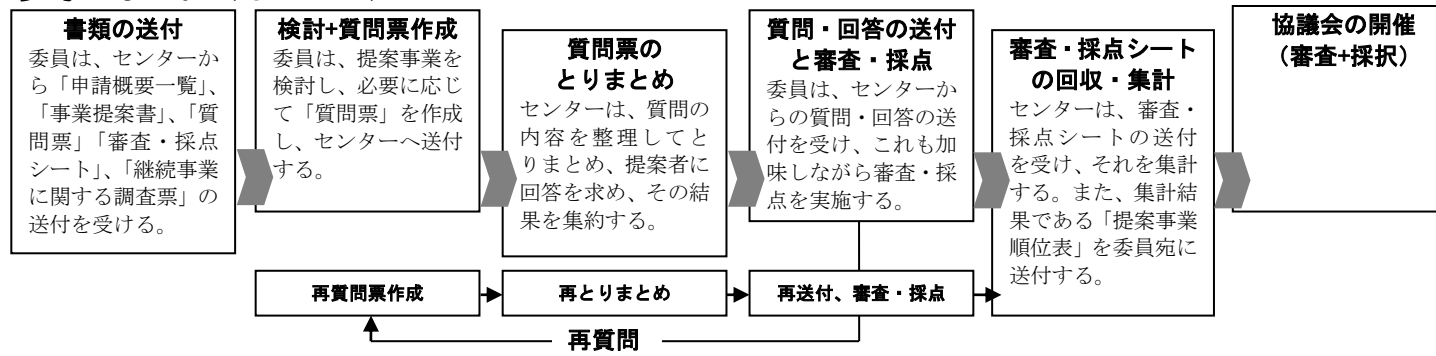 書類の送付
委員は、センターか
ら「申請概要一覧」、
「事業提案書」、「質
問票」「審査・採点
シート」、「継続事業
に関する調査票」の
送付を受ける。
検討+質問票作成
委員は、提案事業を
検討し、必要に応じ
て「質問票」を作成
し、センターへ送付
する。
質問票の
とりまとめ
センターは、質問の
内容を整理してと
りまとめ、提案者に
回答を求め、その結
果を集約する。
質問・回答の送付
と審査・採点
委員は、センターか
らの質問・回答の送
付を受け、これも加
味しながら審査・採
点を実施する。
審査・採点シート
の回収・集計
センターは、審査・
採点シートの送付
を受け、それを集計
する。また、集計結
果である「提案事業
順位表」を委員宛に
送付する。
協議会の開催
（審査+採択）
再質問票作成
再とりまとめ
再送付、審査・採点
再質問